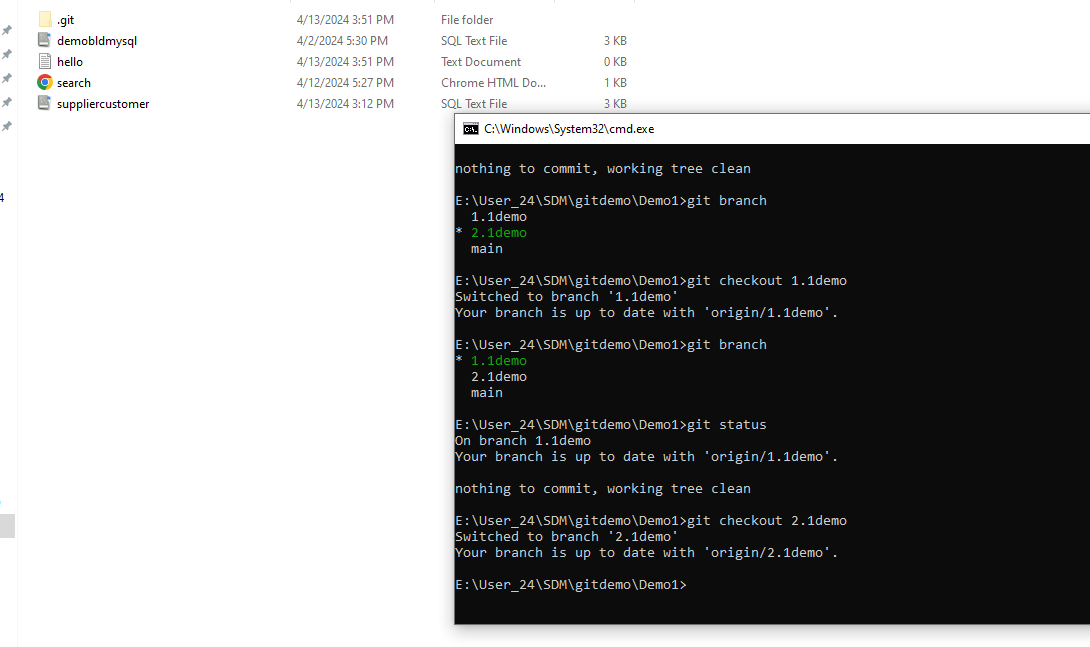 .git 4/13/2024 3:51 PM File folder
demobldmysql 4/2/2024 5:30 PM SQL Text File 3 KB
hello 4/13/2024 3:51 PM Text Document 0 KB
search 4/12/2024 5:27 PM Chrome HTML Do... 1 KB
suppliercustomer 4/13/2024 3:12 PM SQL Text File 3 KB
4
C:\Windows\System32\cmd.exe
nothing to commit, working tree clean
E:\User_24\SDM\gitdemo\Demo1>git branch
1.1demo
* 2.1demo
main
E:\User_24\SDM\gitdemo\Demo1>git checkout 1.1demo
Switched to branch '1.1demo'
Your branch is up to date with 'origin/1.1demo'.
E:\User_24\SDM\gitdemo\Demo1>git branch
* 1.1demo
2.1demo
main
E:\User_24\SDM\gitdemo\Demo1>git status
On branch 1.1demo
Your branch is up to date with 'origin/1.1demo'.
nothing to commit, working tree clean
E:\User_24\SDM\gitdemo\Demo1>git checkout 2.1demo
Switched to branch '2.1demo'
Your branch is up to date with 'origin/2.1demo'.
E:\User_24\SDM\gitdemo\Demo1>